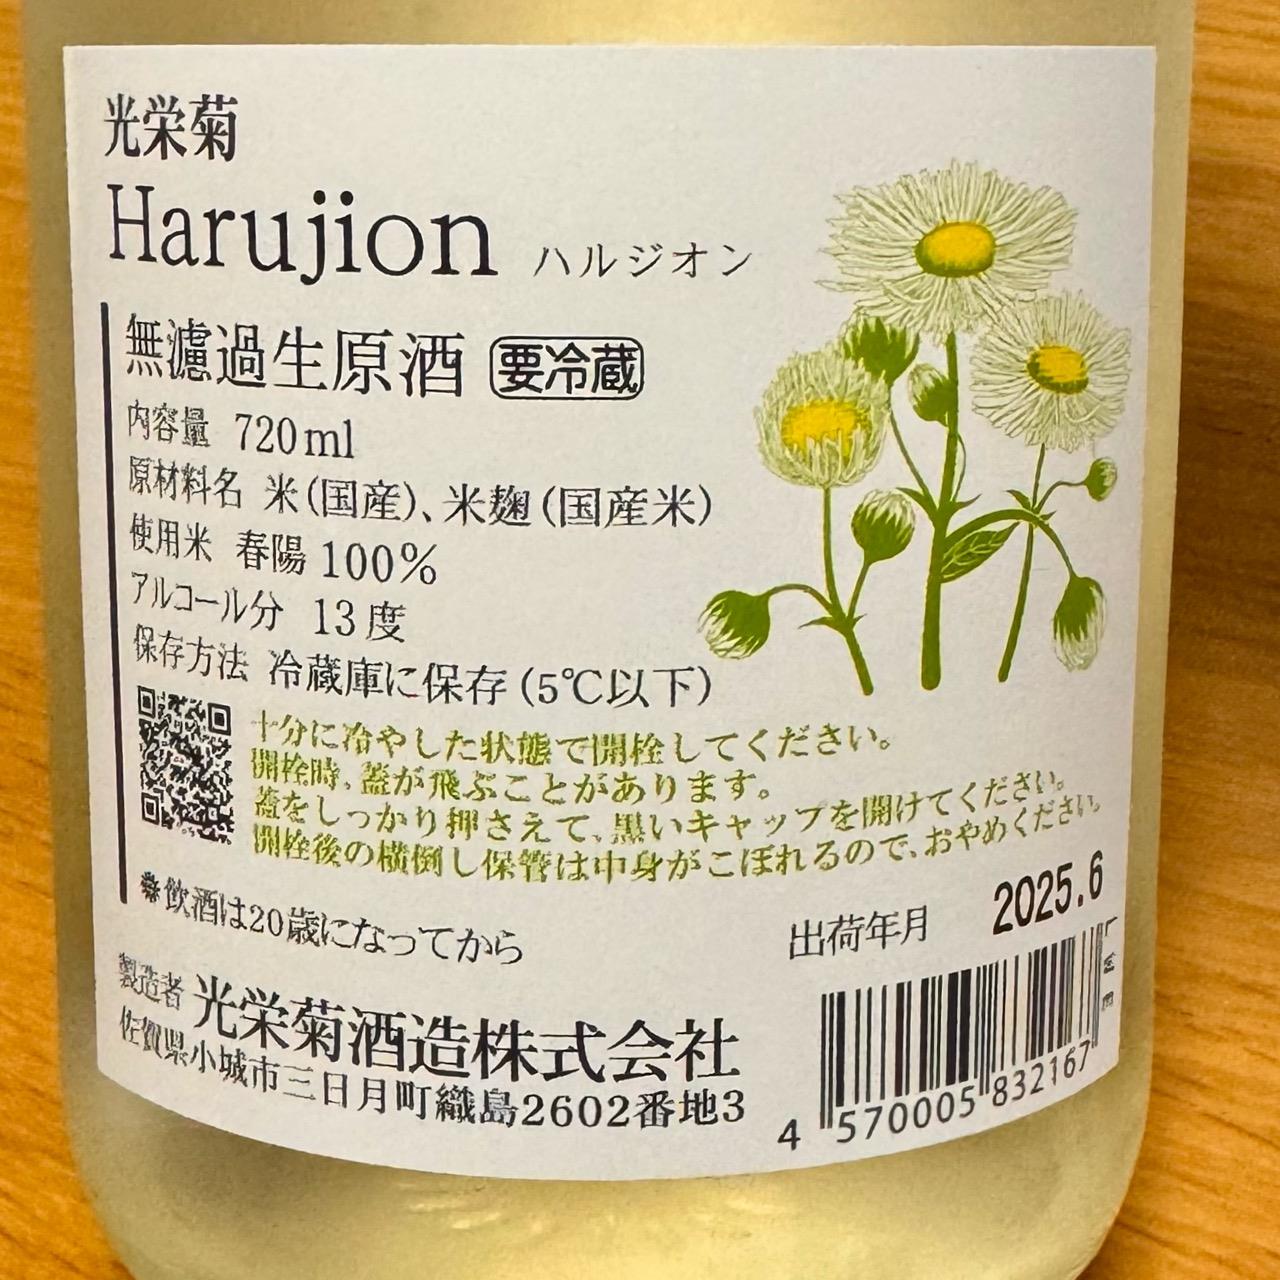 光栄菊
Harujion ハルジオン
無濾過生原酒 要冷蔵
内容量 720ml
原材料名 米(国産)、米麹(国産米)
使用米 春陽100%
アルコール分 13度
保存方法 冷蔵庫に保存(5℃以下)
十分に冷やした状態で開栓してください。
開栓時、蓋が飛ぶことがあります。
蓋をしっかり押さえて、黒いキャップを開けてください。
開栓後の横倒し保管は中身がこぼれるので、おやめください。
※飲酒は20歳になってから
出荷年月 2025.6
製造者 光栄菊酒造株式会社
佐賀県小城市三日月町織島2602番地3
4 570005 832167